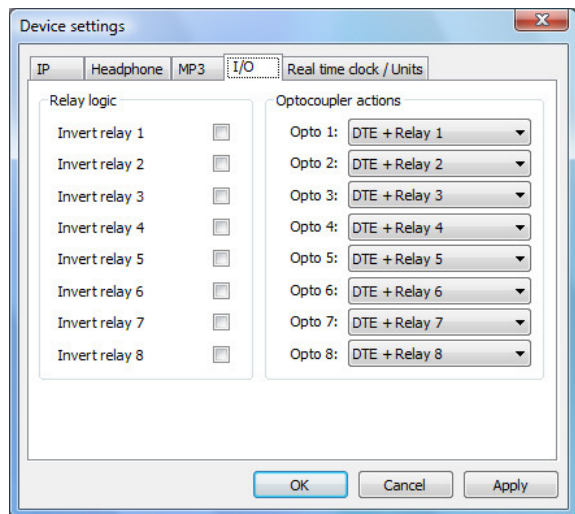 Device settings
IP Headphone MP3 I/O Real time clock / Units
Relay logic
Invert relay 1
Invert relay 2
Invert relay 3
Invert relay 4
Invert relay 5
Invert relay 6
Invert relay 7
Invert relay 8
Optocoupler actions
Opto 1: DTE + Relay 1
Opto 2: DTE + Relay 2
Opto 3: DTE + Relay 3
Opto 4: DTE + Relay 4
Opto 5: DTE + Relay 5
Opto 6: DTE + Relay 6
Opto 7: DTE + Relay 7
Opto 8: DTE + Relay 8
OK Cancel Apply